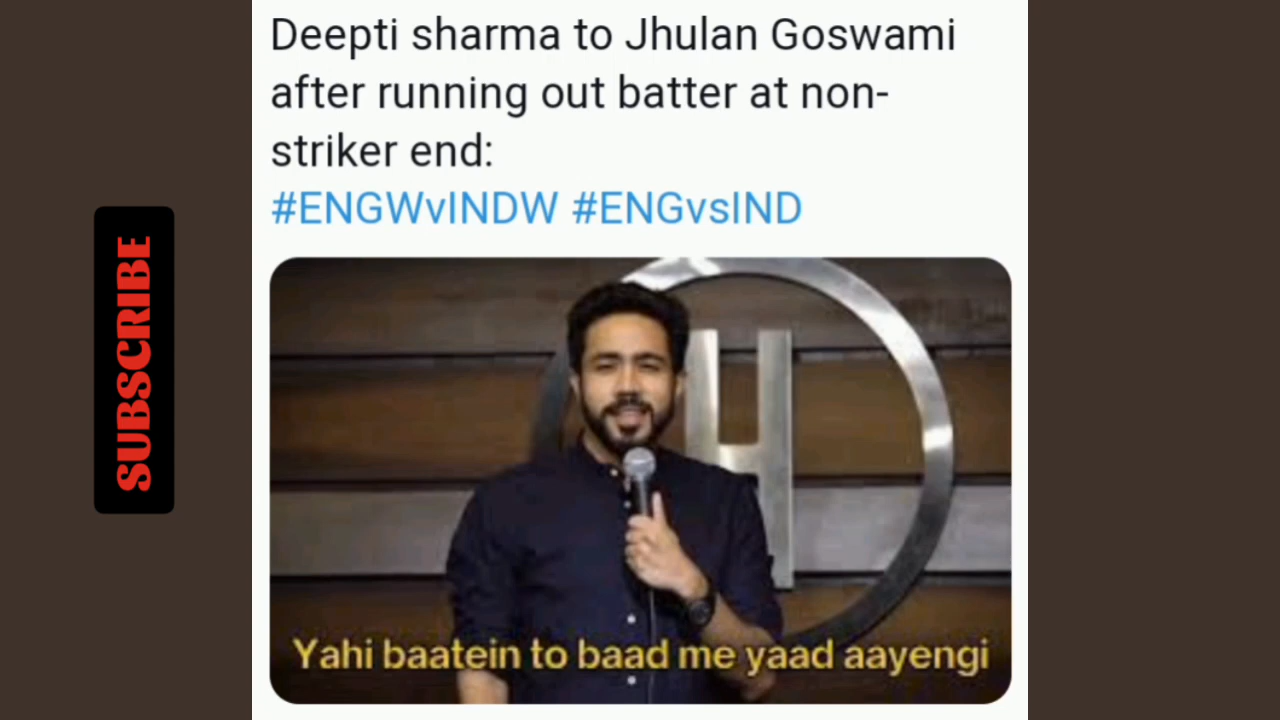 Deepti sharma to Jhulan Goswami
after running out batter at non-
striker end:
#ENGWvINDW #ENGvsIND
SUBSCRIBE
H
Yahi baatein to baad me yaad aayengi